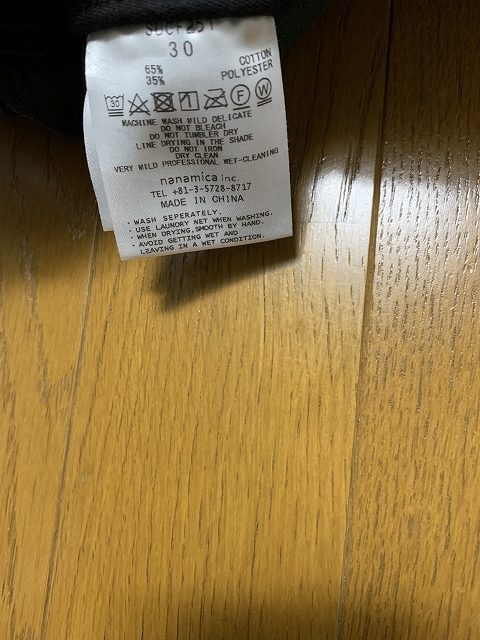 SUCF251
30
65% COTTON
35% POLYESTER
30 F W
MACHINE WASH MILD DELICATE
DO NOT BLEACH
DO NOT TUMBLER DRY
LINE DRYING IN THE SHADE
DO NOT IRON
DRY CLEAN
VERY MILD PROFESSIONAL WET-CLEANING
nanamica inc.
TEL +81-3-5728-8717
MADE IN CHINA
· WASH SEPERATELY.
· USE LAUNDRY NET WHEN WASHING.
· WHEN DRYING, SMOOTH BY HAND.
· AVOID GETTING WET AND
LEAVING IN A WET CONDITION.